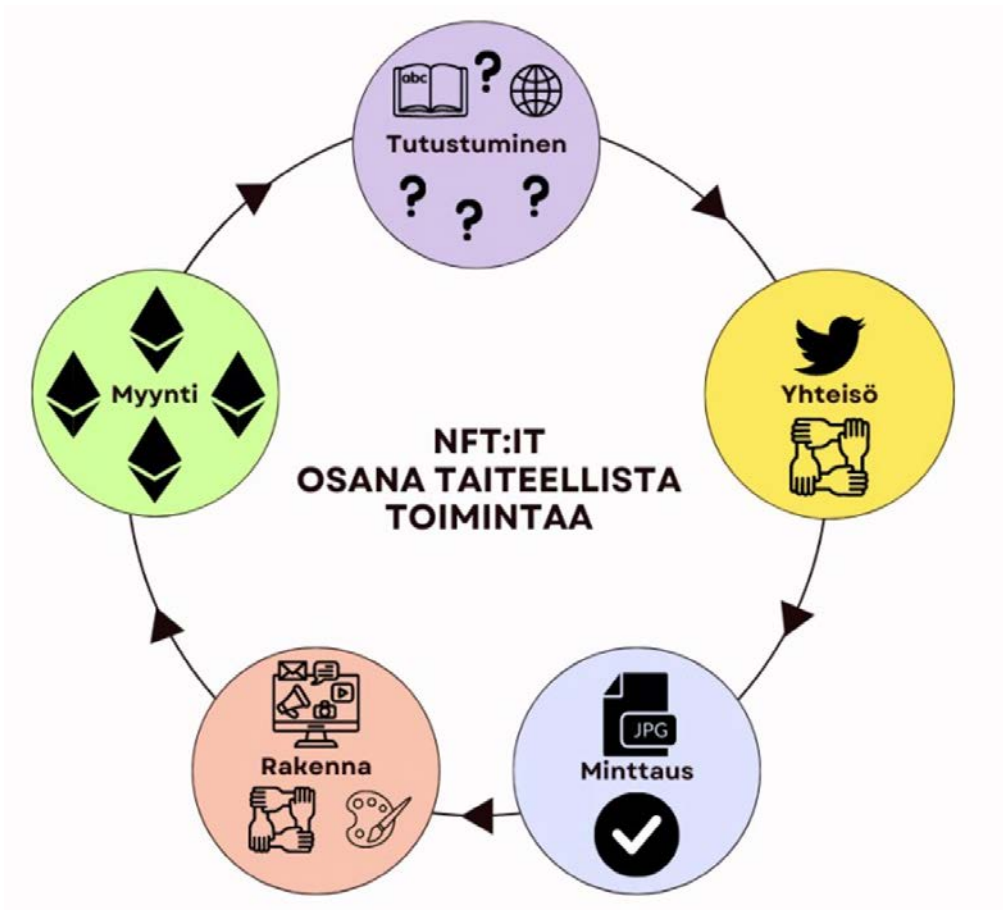 abc
?
Tutustuminen
? ? ?
Myynti
Yhteisö
NFT:IT
OSANA TAITEELLISTA
TOIMINTAA
JPG
Rakenna
Minttaus